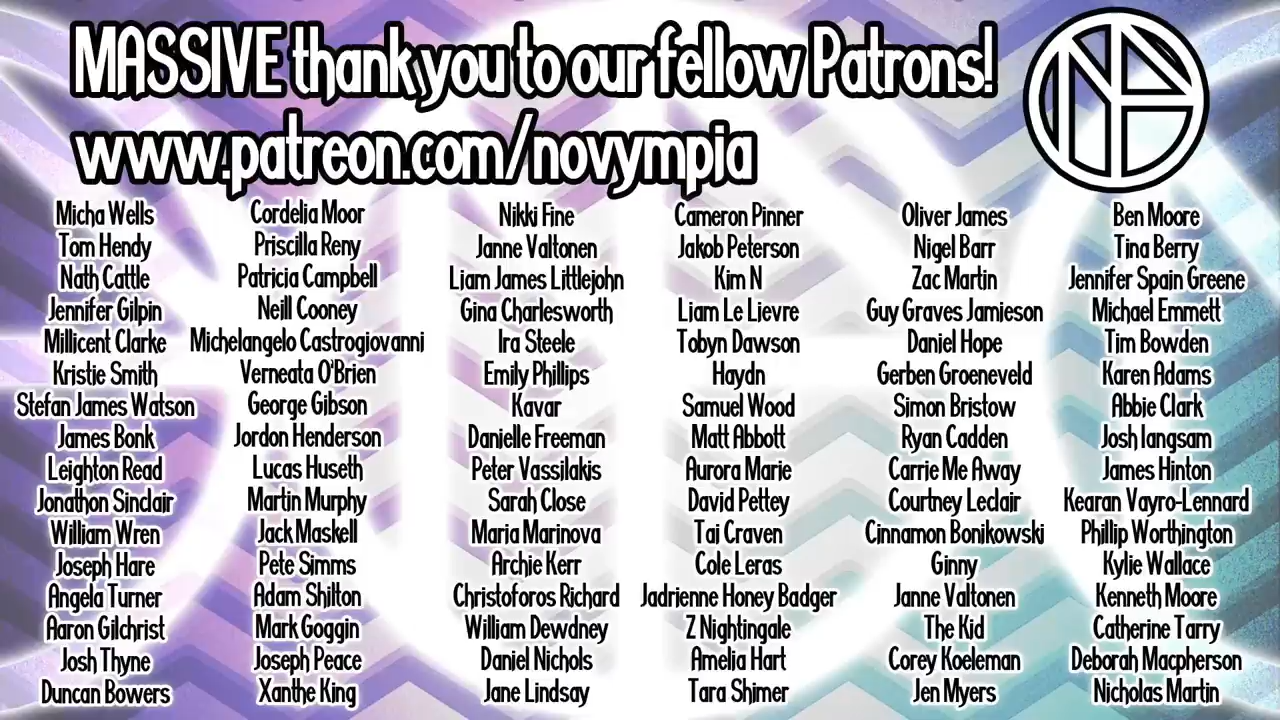 MASSIVE thank you to our fellow Patrons!
www.patreon.com/novympia
Micha Wells
Tom Hendy
Nath Cattle
Jennifer Gilpin
Millicent Clarke
Kristie Smith
Stefan James Watson
James Bonk
Leighton Read
Jonathon Sinclair
William Wren
Joseph Hare
Angela Turner
Aaron Gilchrist
Josh Thyne
Duncan Bowers
Cordelia Moor
Priscilla Reny
Patricia Campbell
Neill Cooney
Michelangelo Castrogiovanni
Verneata O'Brien
George Gibson
Jordon Henderson
Lucas Huseth
Martin Murphy
Jack Maskell
Pete Simms
Adam Shilton
Mark Goggin
Joseph Peace
Xanthe King
Nikki Fine
Janne Valtonen
Liam James Littlejohn
Gina Charlesworth
Ira Steele
Emily Phillips
Kavar
Danielle Freeman
Peter Vassilakis
Sarah Close
Maria Marinova
Archie Kerr
Christoforos Richard
William Dewdney
Daniel Nichols
Jane Lindsay
Cameron Pinner
Jakob Peterson
Kim N
Liam Le Lievre
Tobyn Dawson
Haydn
Samuel Wood
Matt Abbott
Aurora Marie
David Pettey
Tai Craven
Cole Leras
Jadrienne Honey Badger
Z Nightingale
Amelia Hart
Tara Shimer
Oliver James
Nigel Barr
Zac Martin
Guy Graves Jamieson
Daniel Hope
Gerben Groeneveld
Simon Bristow
Ryan Cadden
Carrie Me Away
Courtney Leclair
Cinnamon Bonikowski
Ginny
Janne Valtonen
The Kid
Corey Koeleman
Jen Myers
Ben Moore
Tina Berry
Jennifer Spain Greene
Michael Emmett
Tim Bowden
Karen Adams
Abbie Clark
Josh langsam
James Hinton
Kearan Vayro-Lennard
Phillip Worthington
Kylie Wallace
Kenneth Moore
Catherine Tarry
Deborah Macpherson
Nicholas Martin